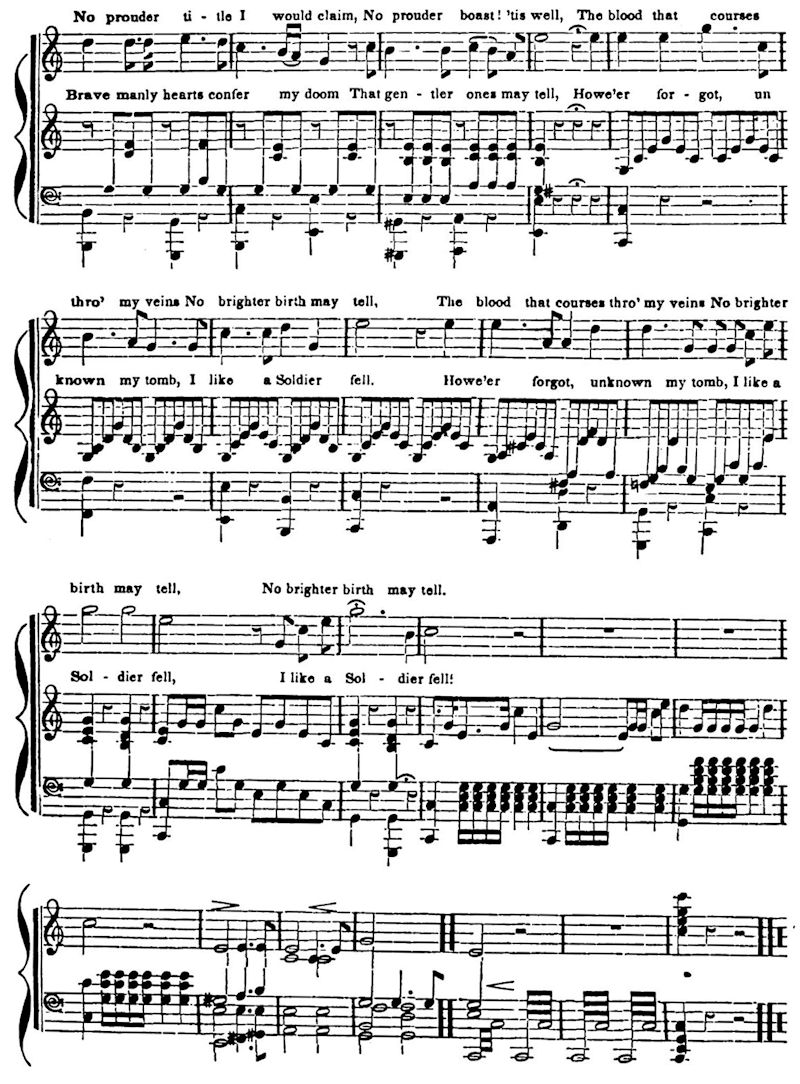 No prouder ti - tle I would claim, No prouder boast! 'tis well, The blood that courses
Brave manly hearts confer my doom That gen - tler ones may tell, Howe'er for - got, un
thro' my veins No brighter birth may tell, The blood that courses thro' my veins No brighter
known my tomb, I like a Soldier fell. Howe'er forgot, unknown my tomb, I like a
birth may tell, No brighter birth may tell.
Sol - dier fell, I like a Sol - dier fell!